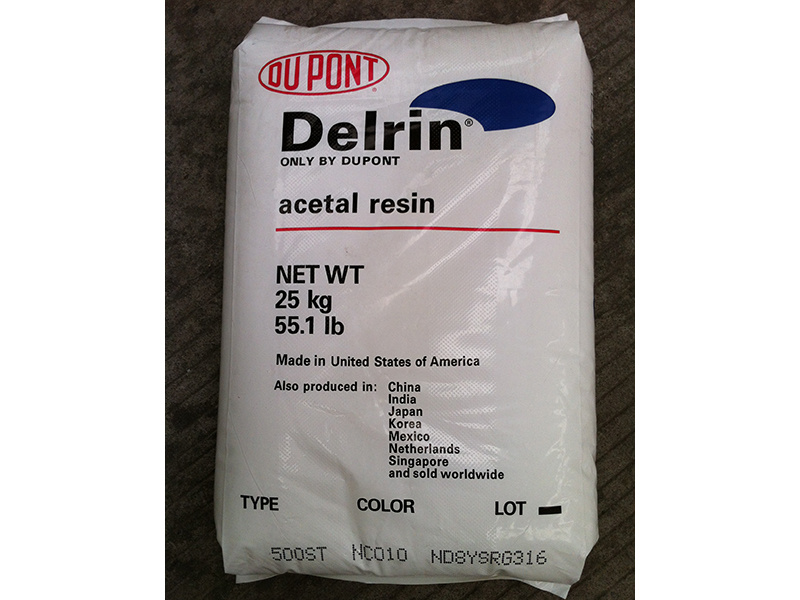 DU PONT
®
Delrin®
ONLY BY DUPONT
acetal resin
NET WT
25 kg
55.1 lb
Made in United States of America
Also produced in: China
India
Japan
Korea
Mexico
Netherlands
Singapore
and sold worldwide
TYPE COLOR LOT
500ST NC010 ND8YSRG316